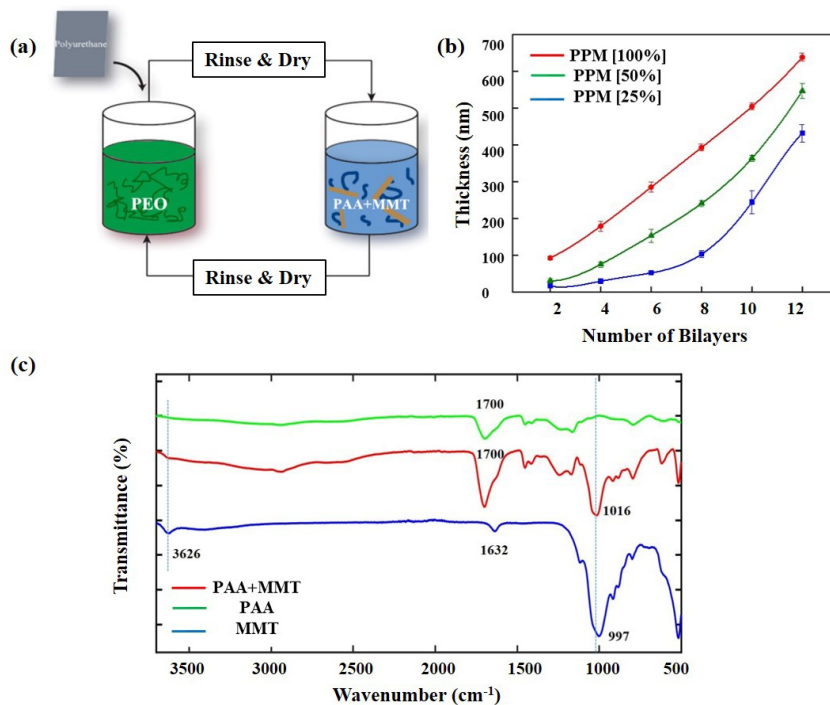 (a)
Polyurethane
Rinse & Dry
PEO
PAA+MMT
Rinse & Dry
(b)
700
600
500
400
300
200
100
0
Thickness (nm)
PPM [100%]
PPM [50%]
PPM [25%]
2 4 6 8 10 12
Number of Bilayers
(c)
Transmittance (%)
1700
1700
1016
3626
1632
997
PAA+MMT
PAA
MMT
3500 3000 2500 2000 1500 1000 500
Wavenumber (cm⁻¹)